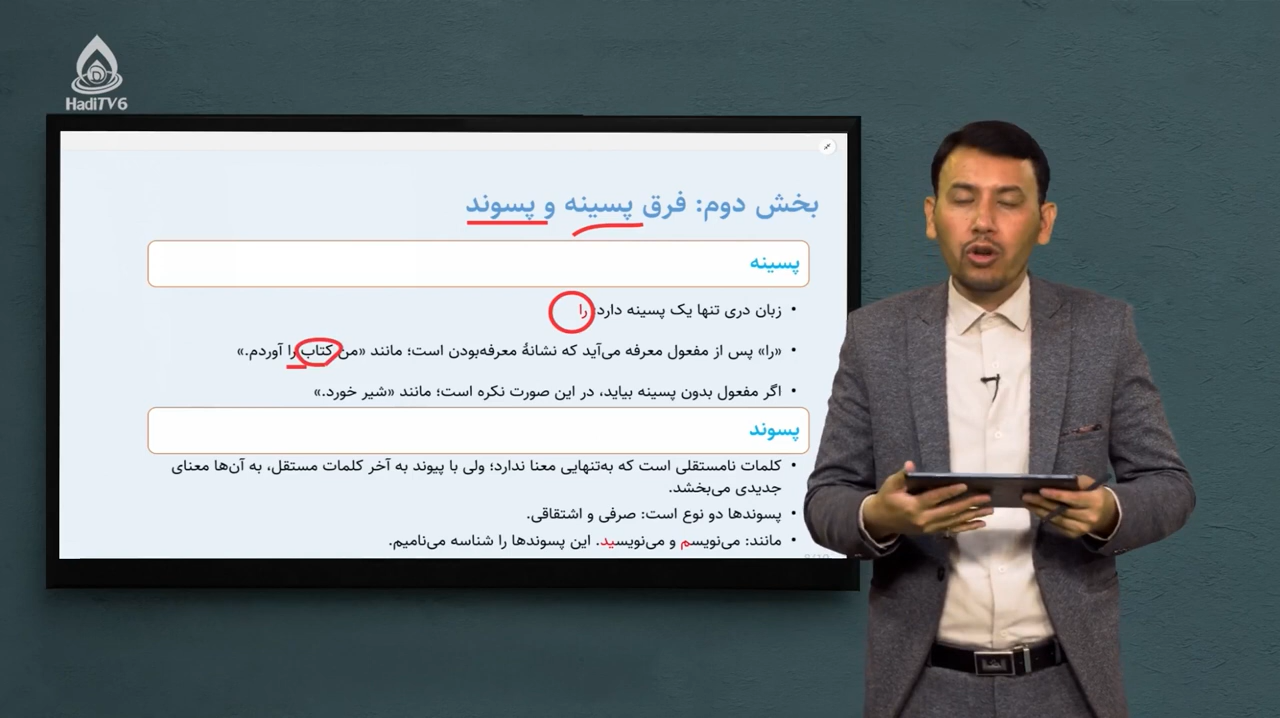 HadiTV6
بخش دوم: فرق پسینه و پسوند
پسینه
• زبان دری تنها یک پسینه دارد: را
• «را» پس از مفعول معرفه می‌آید که نشانهٔ معرفه‌بودن است؛ مانند «من کتاب را آوردم.»
• اگر مفعول بدون پسینه بیاید، در این صورت نکره است؛ مانند «شیر خورد.»
پسوند
• کلمات نامستقلی است که به‌تنهایی معنا ندارد؛ ولی با پیوند به آخر کلمات مستقل، به آن‌ها معنای
جدیدی می‌بخشد.
• پسوندها دو نوع است: صرفی و اشتقاقی.
• مانند: می‌نویسم و می‌نویسید. این پسوندها را شناسه می‌نامیم.